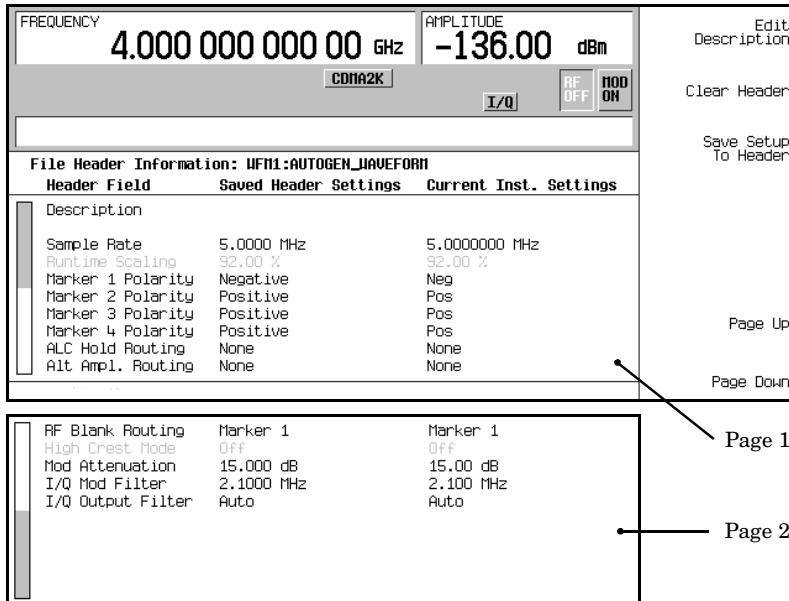 FREQUENCY
4.000 000 000 00 GHz
AMPLITUDE
-136.00 dBm
CDMA2K
I/Q
RF OFF
MOD ON
File Header Information: WFM1:AUTOGEN_WAVEFORM
Header Field Saved Header Settings Current Inst. Settings
Description
Sample Rate 5.0000 MHz 5.0000000 MHz
Runtime Scaling 92.00 % 92.00 %
Marker 1 Polarity Negative Neg
Marker 2 Polarity Positive Pos
Marker 3 Polarity Positive Pos
Marker 4 Polarity Positive Pos
ALC Hold Routing None None
Alt Ampl. Routing None None
Edit
Description
Clear Header
Save Setup
To Header
Page Up
Page Down
Page 1
RF Blank Routing Marker 1 Marker 1
High Crest Mode Off Off
Mod Attenuation 15.000 dB 15.00 dB
I/Q Mod Filter 2.1000 MHz 2.100 MHz
I/Q Output Filter Auto Auto
Page 2